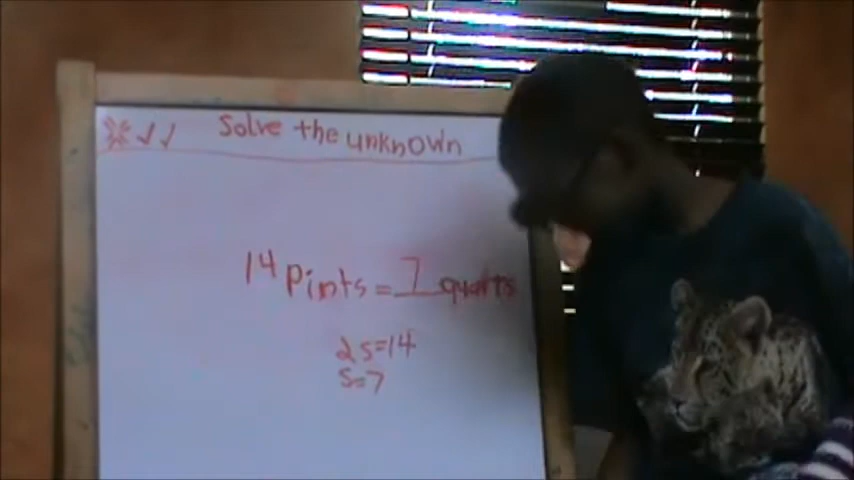 Solve the unknown
14 Pints = 7 quarts
2s=14
s=7